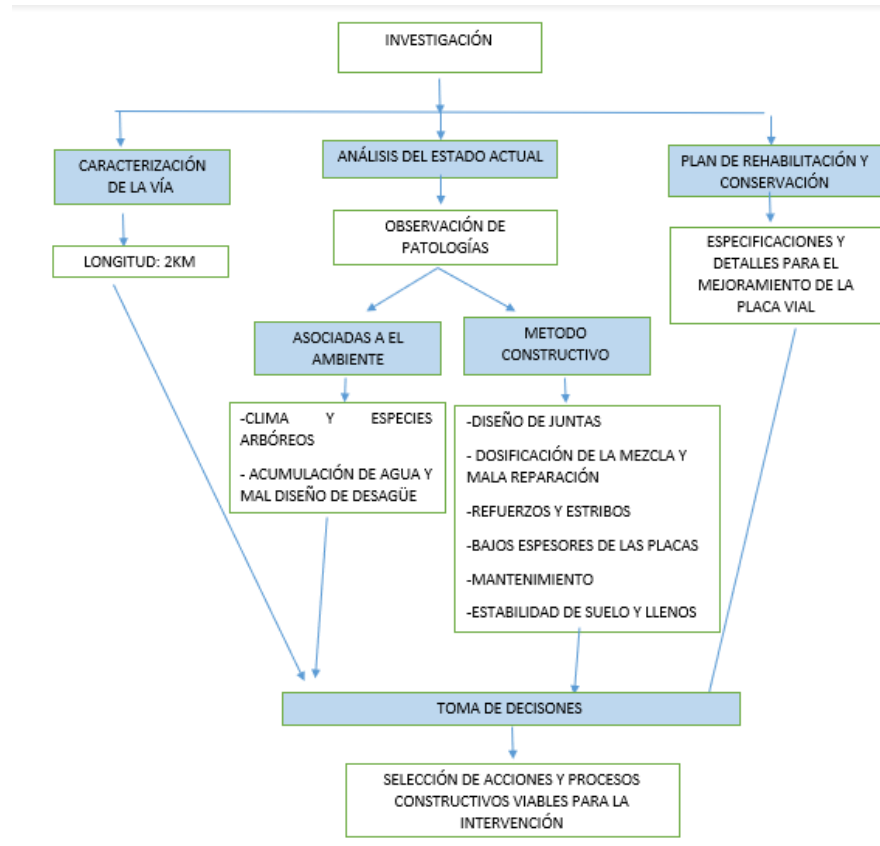 INVESTIGACIÓN
CARACTERIZACIÓN
DE LA VÍA
ANÁLISIS DEL ESTADO ACTUAL
PLAN DE REHABILITACIÓN Y
CONSERVACIÓN
LONGITUD: 2KM
OBSERVACIÓN DE
PATOLOGÍAS
ESPECIFICACIONES Y
DETALLES PARA EL
MEJORAMIENTO DE LA
PLACA VIAL
ASOCIADAS A EL
AMBIENTE
METODO
CONSTRUCTIVO
-CLIMA Y ESPECIES
ARBÓREOS
- ACUMULACIÓN DE AGUA Y
MAL DISEÑO DE DESAGÜE
-DISEÑO DE JUNTAS
- DOSIFICACIÓN DE LA MEZCLA Y
MALA REPARACIÓN
-REFUERZOS Y ESTRIBOS
-BAJOS ESPESORES DE LAS PLACAS
-MANTENIMIENTO
-ESTABILIDAD DE SUELO Y LLENOS
TOMA DE DECISONES
SELECCIÓN DE ACCIONES Y PROCESOS
CONSTRUCTIVOS VIABLES PARA LA
INTERVENCIÓN